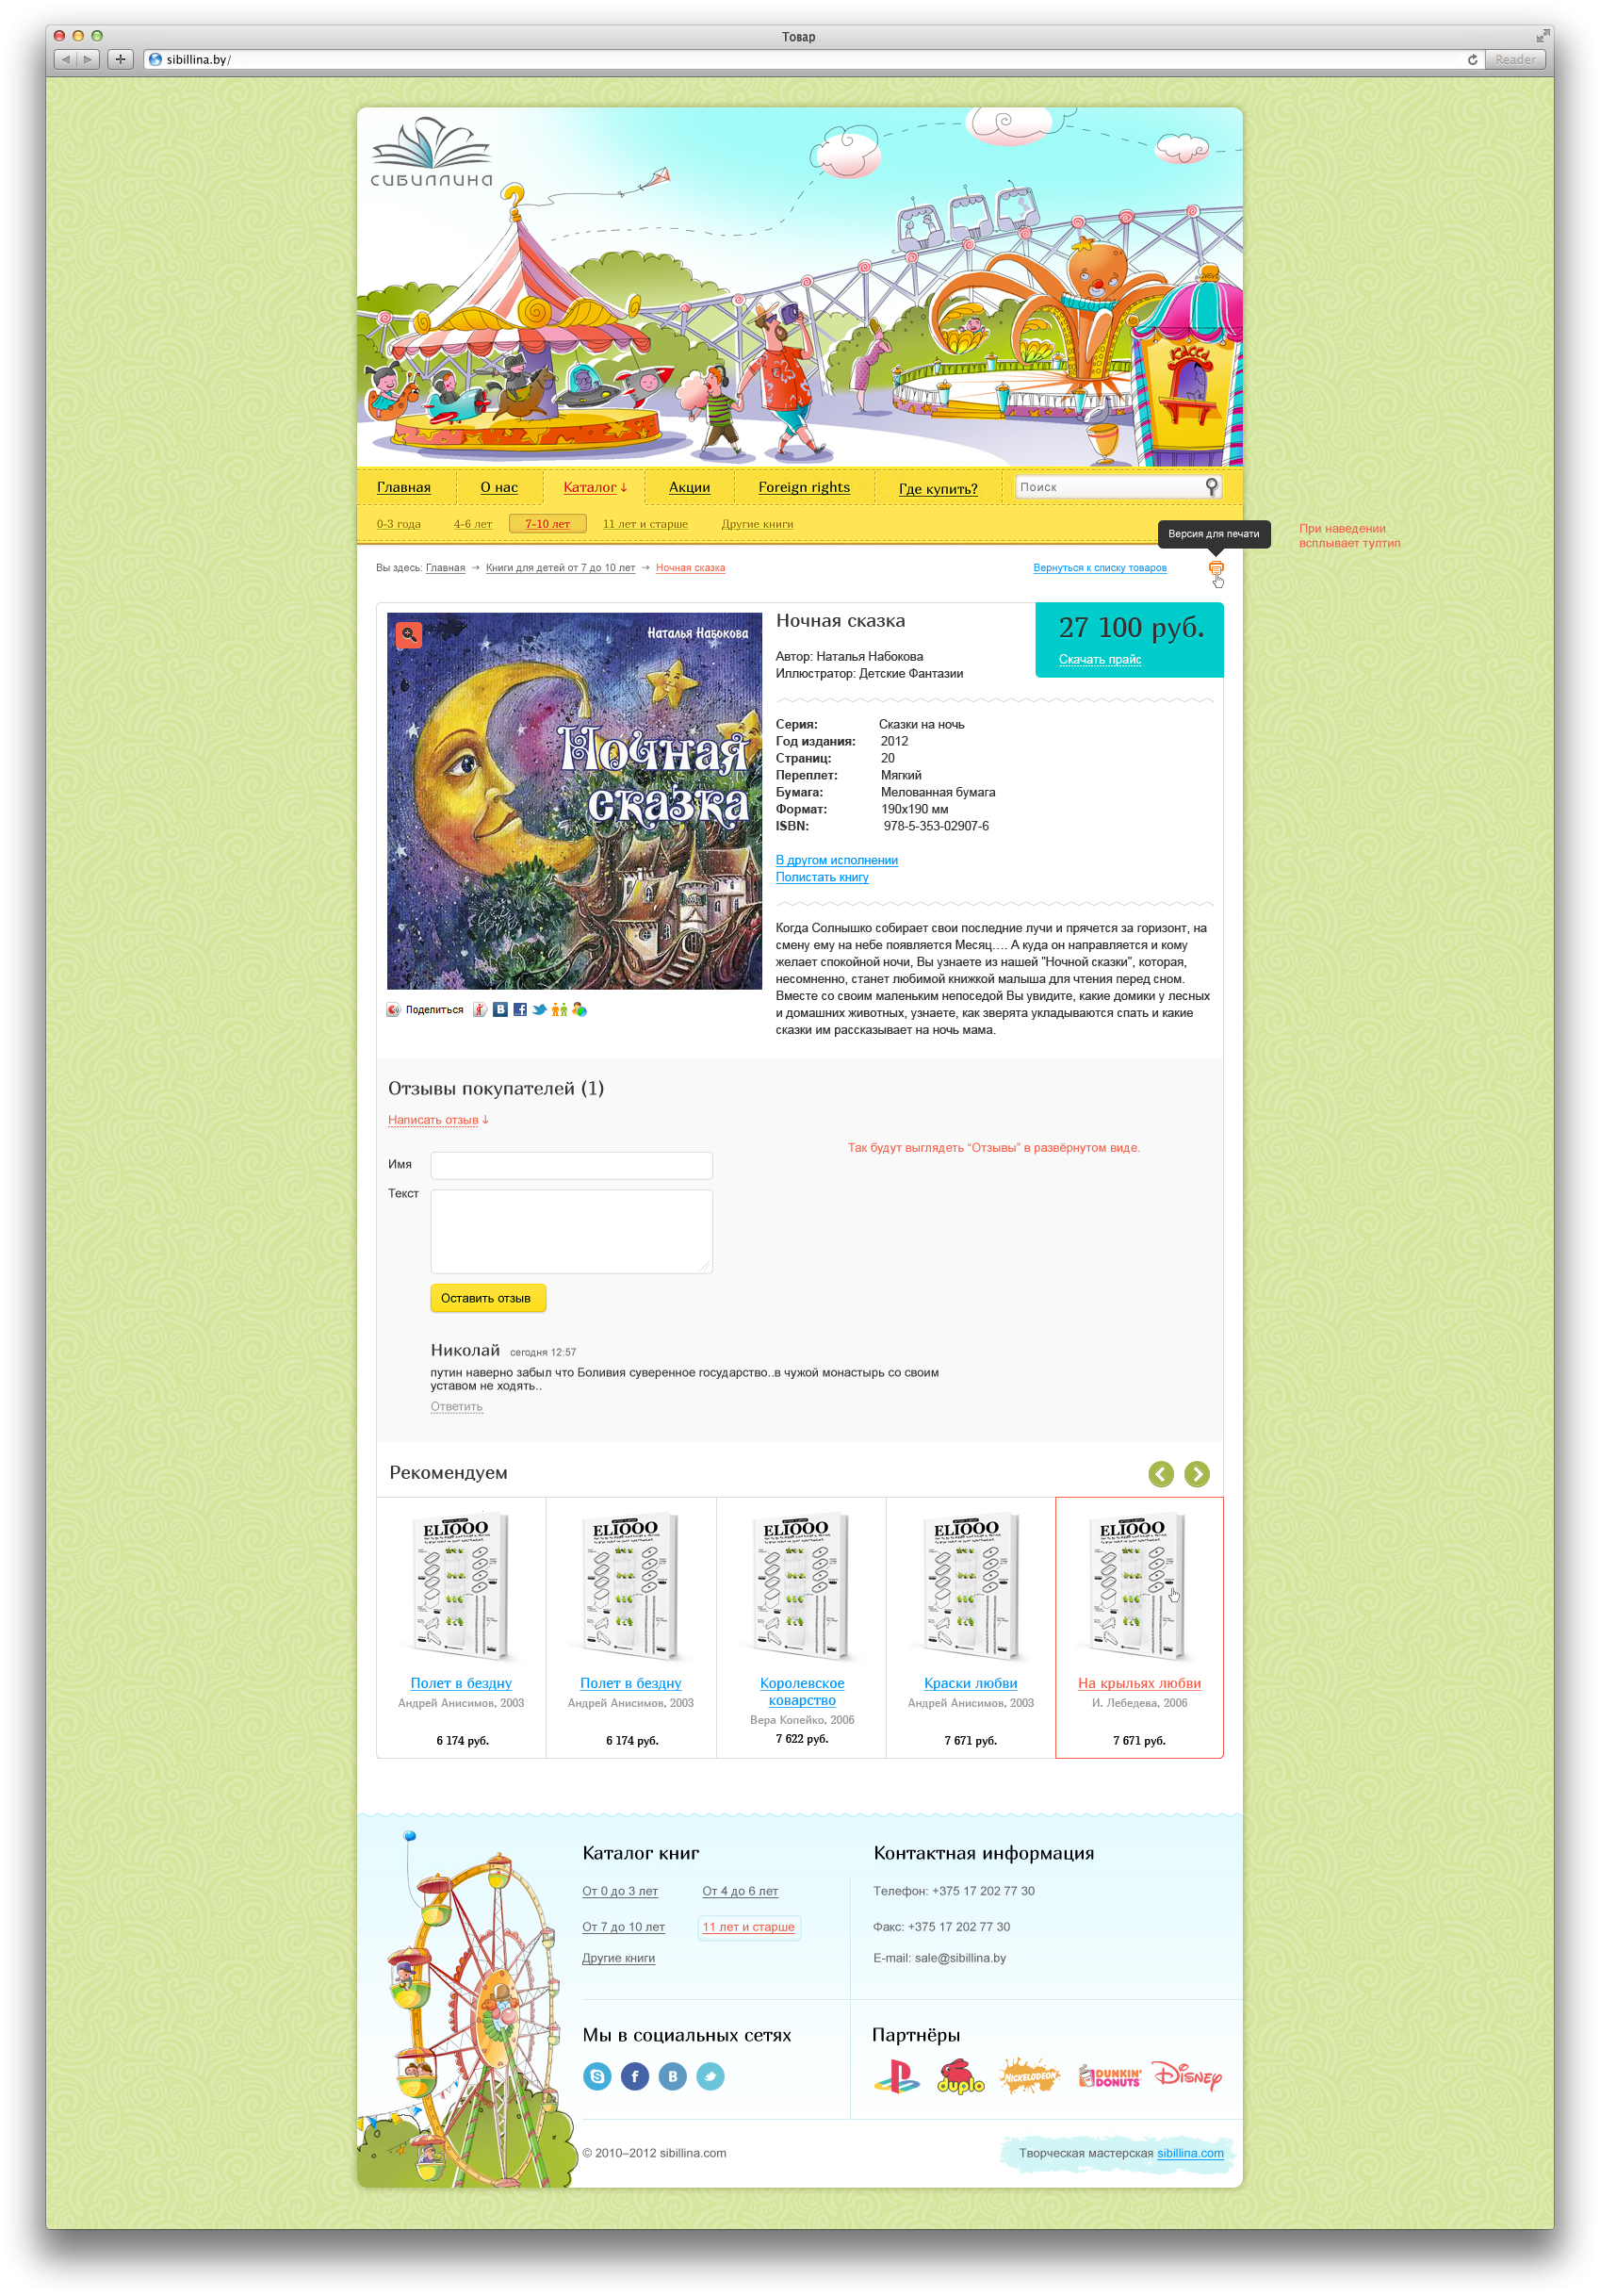 Товар
sibillina.by/
Reader
СИБИЛЛИНА
КАССА
Главная
О нас
Каталог ↓
Акции
Foreign rights
Где купить?
Поиск
0-3 года
4-6 лет
7-10 лет
11 лет и старше
Другие книги
Версия для печати
При наведении
всплывает тултип
Вы здесь: Главная → Книги для детей от 7 до 10 лет → Ночная сказка
Вернуться к списку товаров
Наталья Набокова
Ночная
сказка
Ночная сказка
27 100 руб.
Скачать прайс
Автор: Наталья Набокова
Иллюстратор: Детские Фантазии
Серия: Сказки на ночь
Год издания: 2012
Страниц: 20
Переплет: Мягкий
Бумага: Мелованная бумага
Формат: 190х190 мм
ISBN: 978-5-353-02907-6
В другом исполнении
Полистать книгу
Когда Солнышко собирает свои последние лучи и прячется за горизонт, на
смену ему на небе появляется Месяц…. А куда он направляется и кому
желает спокойной ночи, Вы узнаете из нашей "Ночной сказки", которая,
несомненно, станет любимой книжкой малыша для чтения перед сном.
Вместе со своим маленьким непоседой Вы увидите, какие домики у лесных
и домашних животных, узнаете, как зверята укладываются спать и какие
сказки им рассказывает на ночь мама.
Поделиться
Отзывы покупателей (1)
Написать отзыв ↓
Так будут выглядеть “Отзывы” в развёрнутом виде.
Имя
Текст
Оставить отзыв
Николай сегодня 12:57
путин наверно забыл что Боливия суверенное государство..в чужой монастырь со своим
уставом не ходять..
Ответить
Рекомендуем
ELIOOO
ELIOOO
ELIOOO
ELIOOO
ELIOOO
Полет в бездну
Андрей Анисимов, 2003
6 174 руб.
Полет в бездну
Андрей Анисимов, 2003
6 174 руб.
Королевское
коварство
Вера Копейко, 2006
7 622 руб.
Краски любви
Андрей Анисимов, 2003
7 671 руб.
На крыльях любви
И. Лебедева, 2006
7 671 руб.
Каталог книг
От 0 до 3 лет
От 4 до 6 лет
От 7 до 10 лет
11 лет и старше
Другие книги
Контактная информация
Телефон: +375 17 202 77 30
Факс: +375 17 202 77 30
E-mail: sale@sibillina.by
Мы в социальных сетях
Партнёры
duplo
NICKELODEON
DUNKIN'
DONUTS
Disney
© 2010–2012 sibillina.com
Творческая мастерская sibillina.com